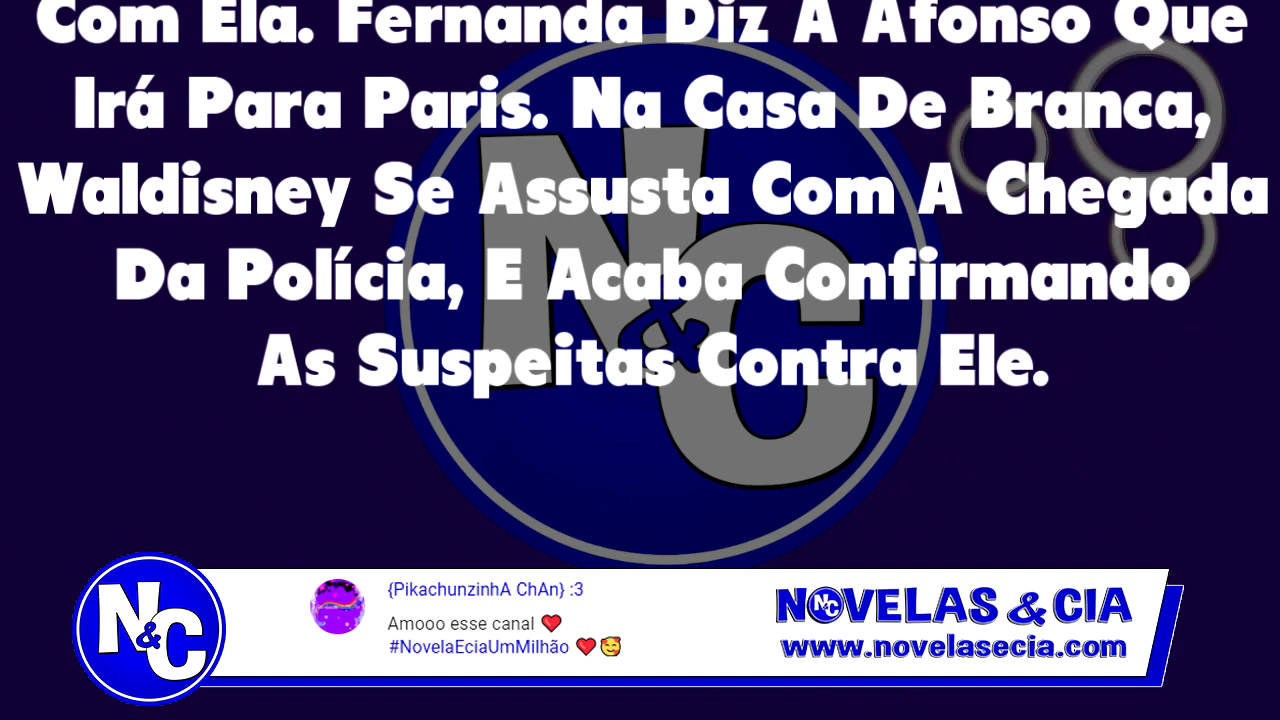 Com Ela. Fernanda Diz A Afonso Que
Irá Para Paris. Na Casa De Branca,
Waldisney Se Assusta Com A Chegada
Da Polícia, E Acaba Confirmando
As Suspeitas Contra Ele.
N&C
N&C
{PikachunzinhA ChAn} :3
Amooo esse canal ❤️
#NovelaEciaUmMilhão ❤️🥰
NOVELAS & CIA
www.novelasecia.com